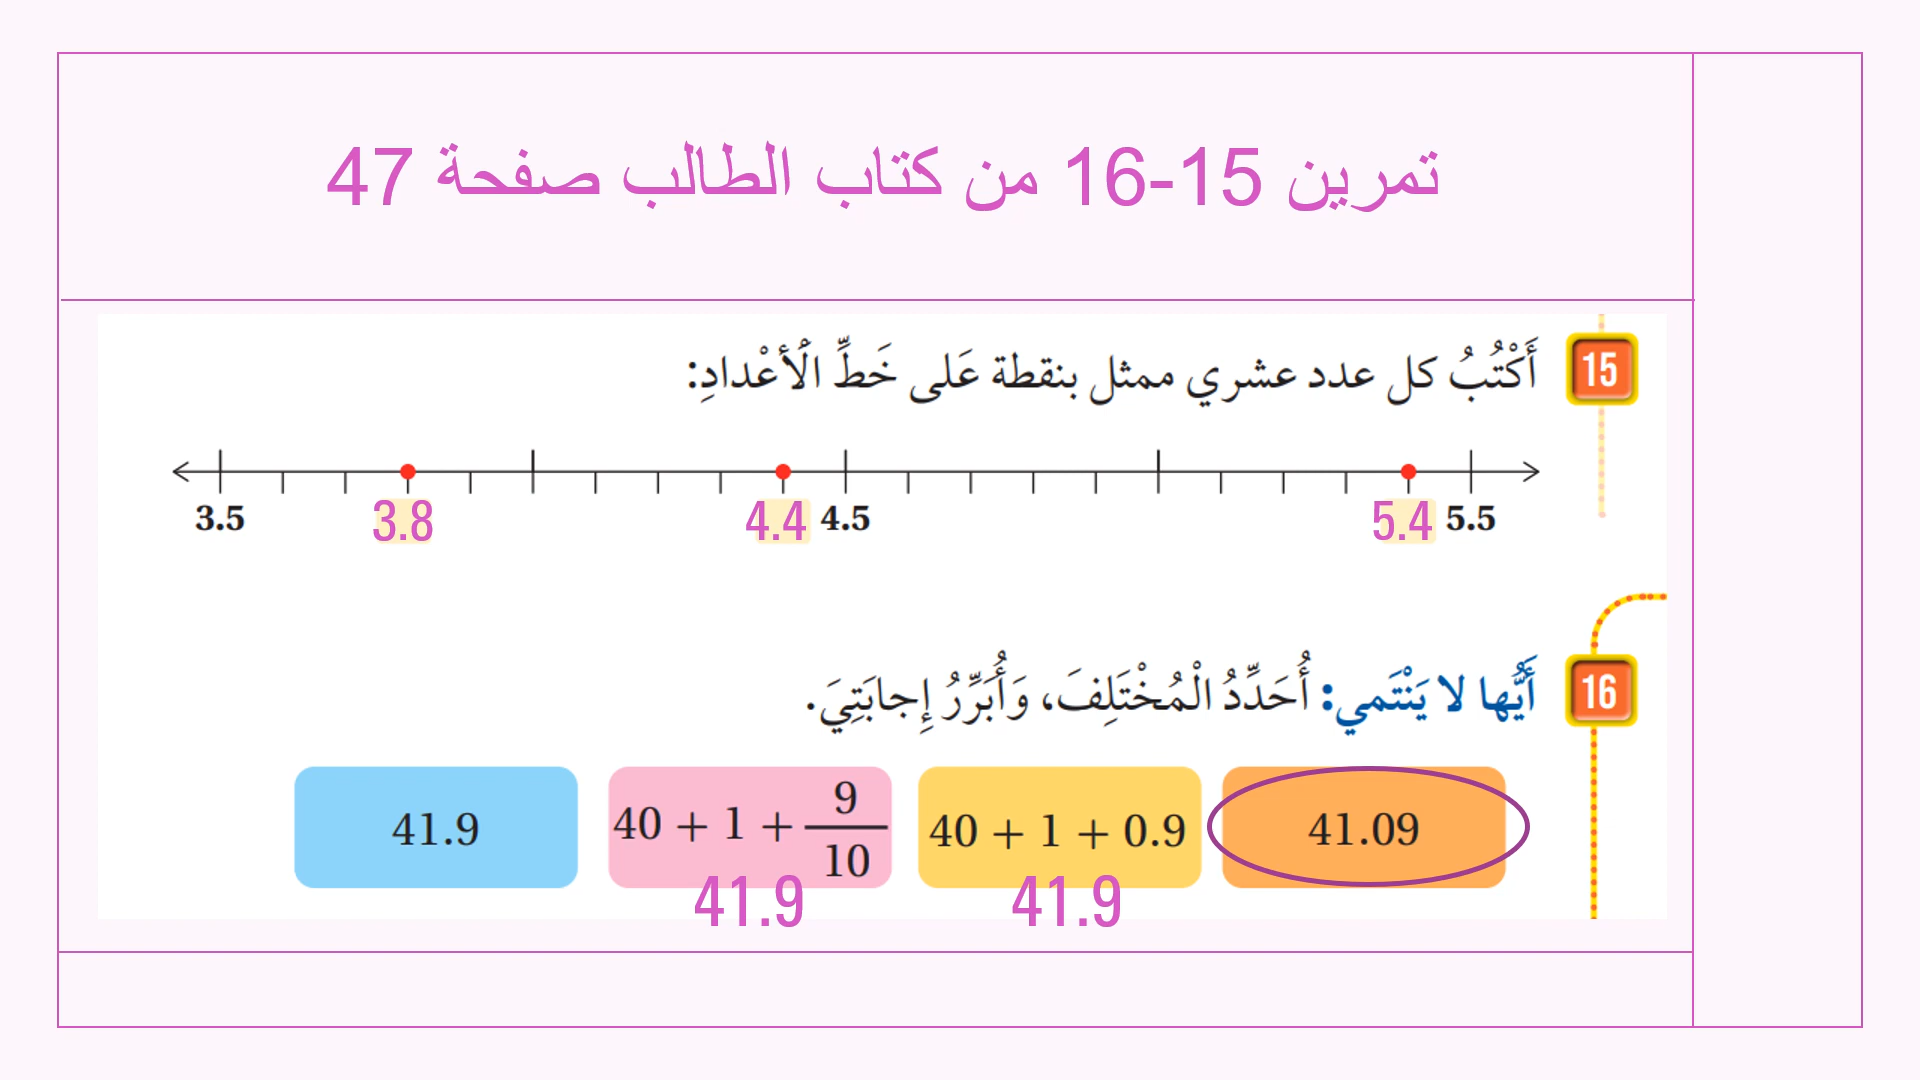 تمرين 15-16 من كتاب الطالب صفحة 47
15 أَكْتُبُ كل عدد عشري ممثل بنقطة عَلى خَطِّ الْأَعْدادِ:
3.5 3.8 4.4 4.5 5.4 5.5
16 أَيُّها لا يَنْتَمي: أُحَدِّدُ الْمُخْتَلِفَ، وَأُبَرِّرُ إِجابَتِيَ.
41.9 40 + 1 + 9/10 40 + 1 + 0.9 41.09
41.9 41.9